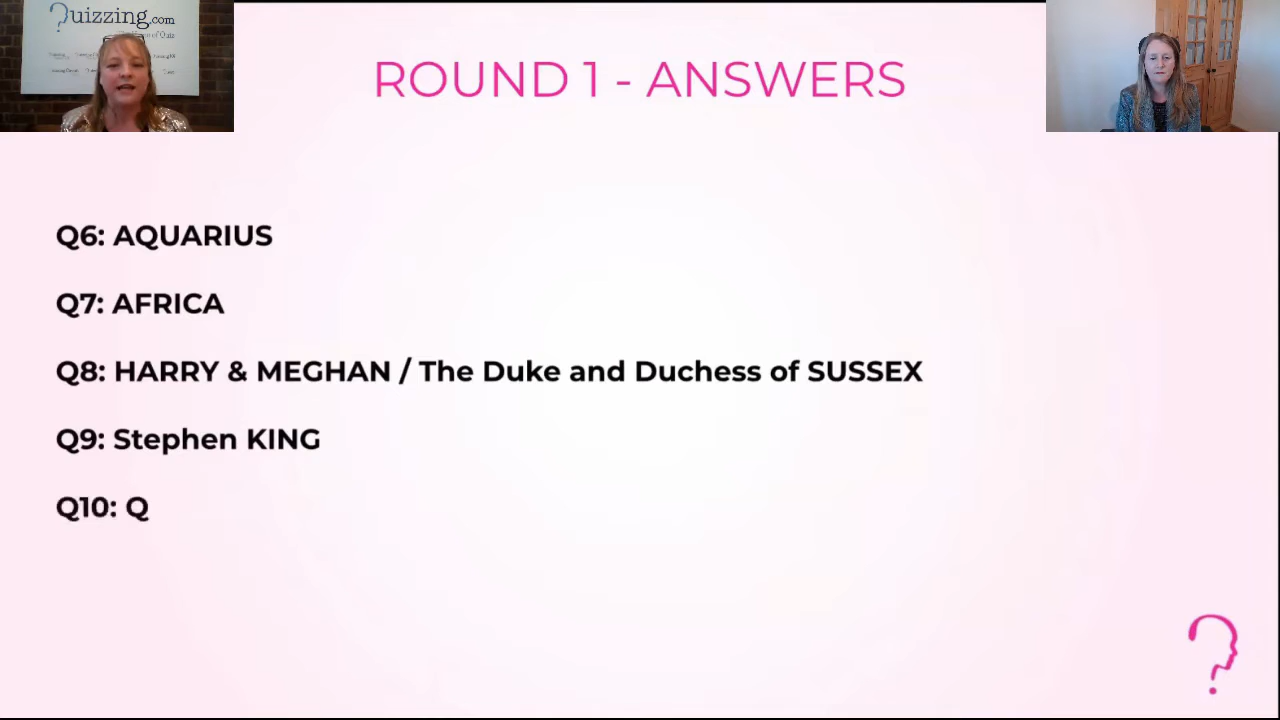 Quizzing.com
ROUND 1 - ANSWERS
Q6: AQUARIUS
Q7: AFRICA
Q8: HARRY & MEGHAN / The Duke and Duchess of SUSSEX
Q9: Stephen KING
Q10: Q